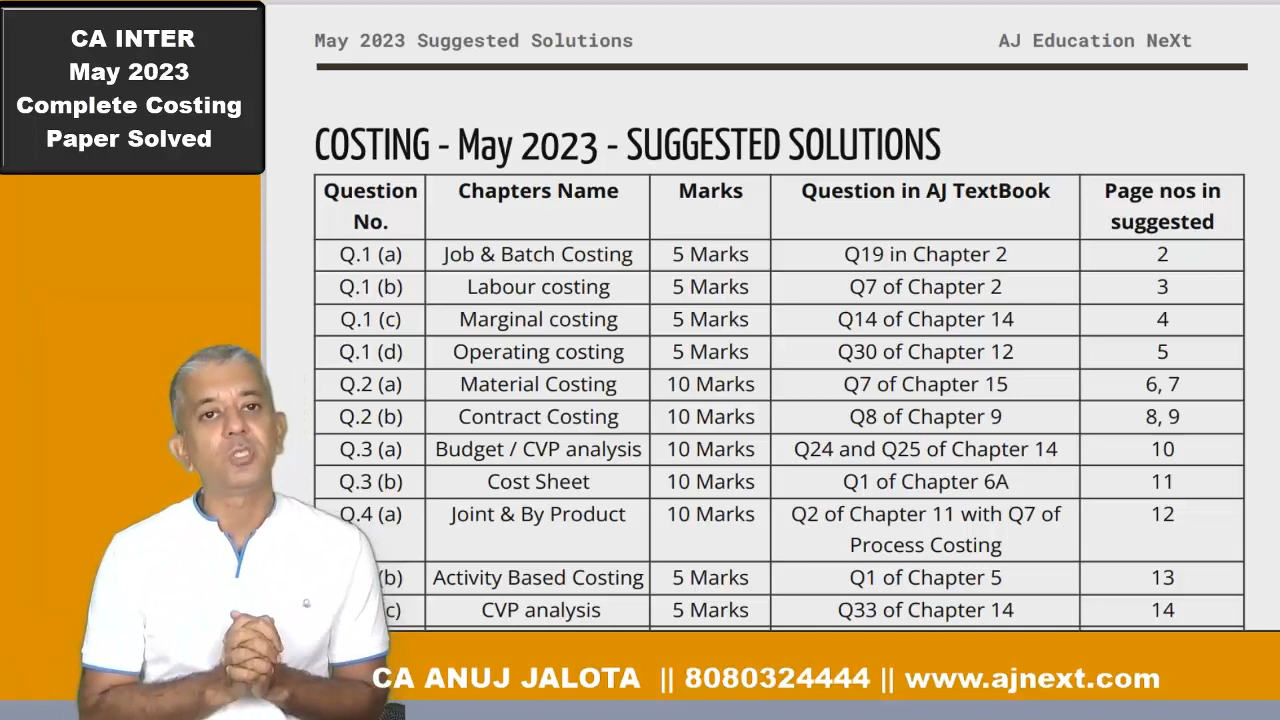 CA INTER
May 2023
Complete Costing
Paper Solved
May 2023 Suggested Solutions AJ Education NeXt
COSTING - May 2023 - SUGGESTED SOLUTIONS
Question No. Chapters Name Marks Question in AJ TextBook Page nos in suggested
Q.1 (a) Job & Batch Costing 5 Marks Q19 in Chapter 2 2
Q.1 (b) Labour costing 5 Marks Q7 of Chapter 2 3
Q.1 (c) Marginal costing 5 Marks Q14 of Chapter 14 4
Q.1 (d) Operating costing 5 Marks Q30 of Chapter 12 5
Q.2 (a) Material Costing 10 Marks Q7 of Chapter 15 6, 7
Q.2 (b) Contract Costing 10 Marks Q8 of Chapter 9 8, 9
Q.3 (a) Budget / CVP analysis 10 Marks Q24 and Q25 of Chapter 14 10
Q.3 (b) Cost Sheet 10 Marks Q1 of Chapter 6A 11
Q.4 (a) Joint & By Product 10 Marks Q2 of Chapter 11 with Q7 of Process Costing 12
(b) Activity Based Costing 5 Marks Q1 of Chapter 5 13
c) CVP analysis 5 Marks Q33 of Chapter 14 14
CA ANUJ JALOTA || 8080324444 || www.ajnext.com